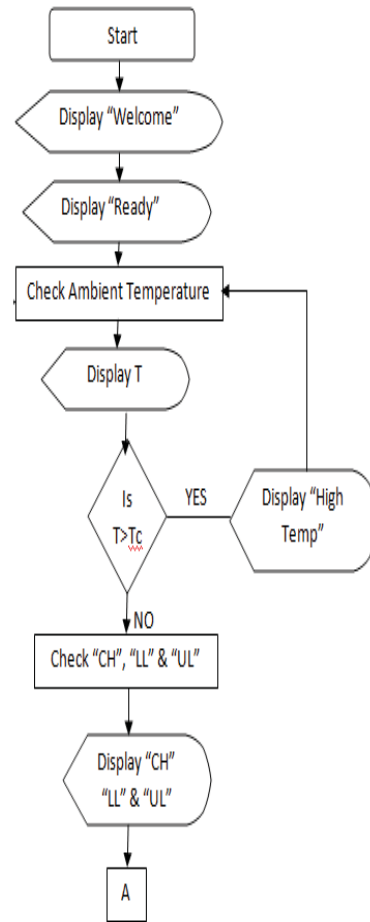 Start
Display “Welcome”
Display “Ready”
Check Ambient Temperature
Display T
Is
T>Tc
YES
Display “High
Temp”
NO
Check “CH”, “LL” & “UL”
Display “CH”
“LL” & “UL”
A